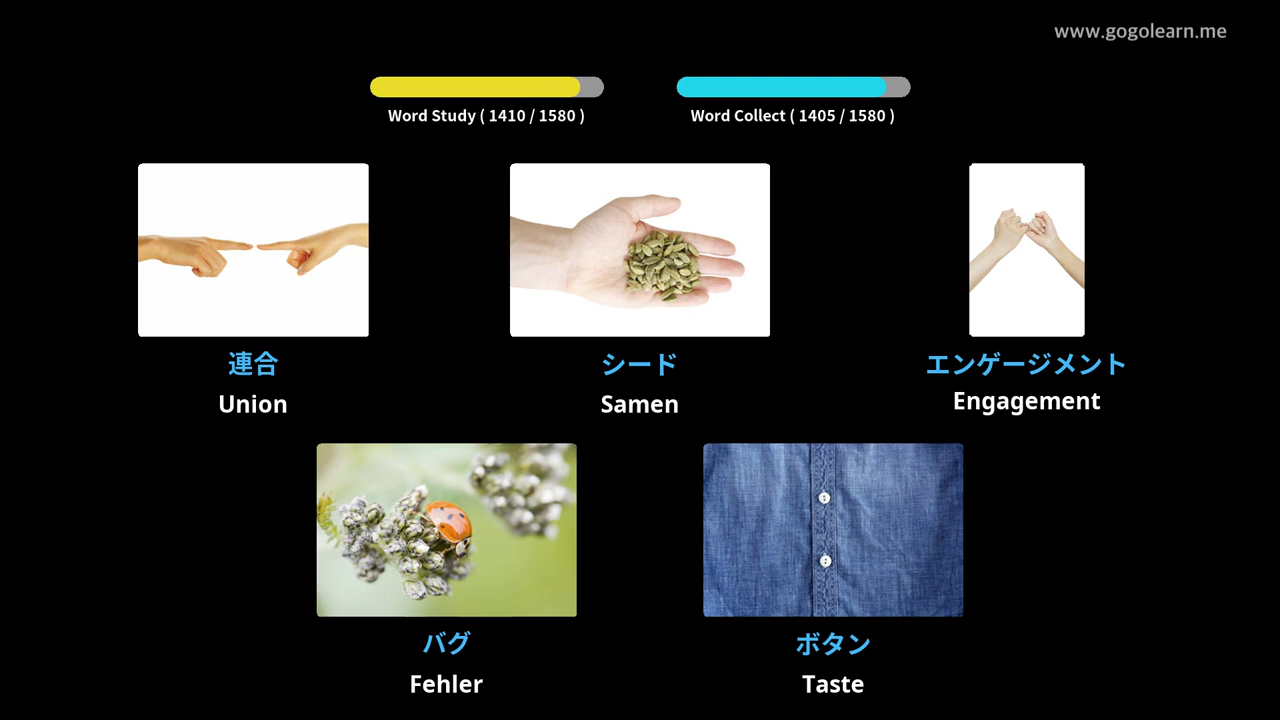 www.gogolearn.me
Word Study ( 1410 / 1580 )
Word Collect ( 1405 / 1580 )
連合
Union
シード
Samen
エンゲージメント
Engagement
バグ
Fehler
ボタン
Taste